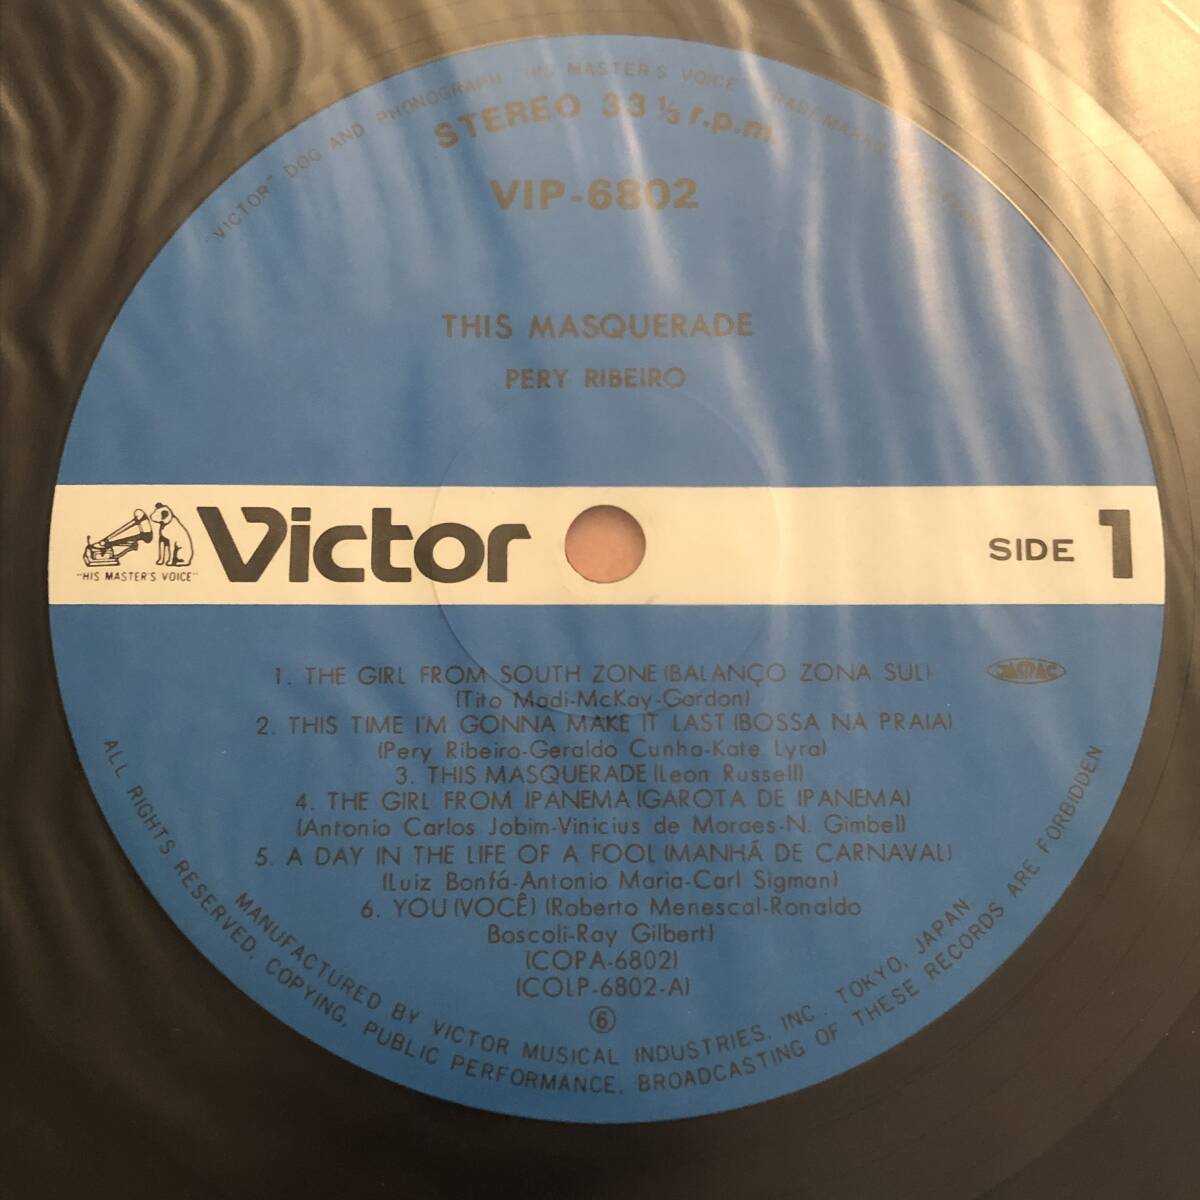 "VICTOR" DOG AND PHONOGRAPH "HIS MASTER'S VOICE" TRADE-MARKS
STEREO 33 1/3 r.p.m.
VIP-6802
THIS MASQUERADE
PERY RIBEIRO
"HIS MASTER'S VOICE"
Victor
SIDE 1
1. THE GIRL FROM SOUTH ZONE (BALANÇO ZONA SUL)
(Tito Madi-McKay-Gordon)
JASRAC
2. THIS TIME I'M GONNA MAKE IT LAST (BOSSA NA PRAIA)
(Pery Ribeiro-Geraldo Cunha-Kate Lyra)
3. THIS MASQUERADE (Leon Russell)
4. THE GIRL FROM IPANEMA (GAROTA DE IPANEMA)
(Antonio Carlos Jobim-Vinicius de Moraes-N. Gimbel)
5. A DAY IN THE LIFE OF A FOOL (MANHÁ DE CARNAVAL)
(Luiz Bonfá-Antonio Maria-Carl Sigman)
6. YOU (VOCÊ) (Roberto Menescal-Ronaldo
Boscoli-Ray Gilbert)
(COPA-6802)
(COLP-6802-A)
⑥
MANUFACTURED BY VICTOR MUSICAL INDUSTRIES, INC. TOKYO, JAPAN
ALL RIGHTS RESERVED, COPYING, PUBLIC PERFORMANCE, BROADCASTING OF THESE RECORDS ARE FORBIDDEN